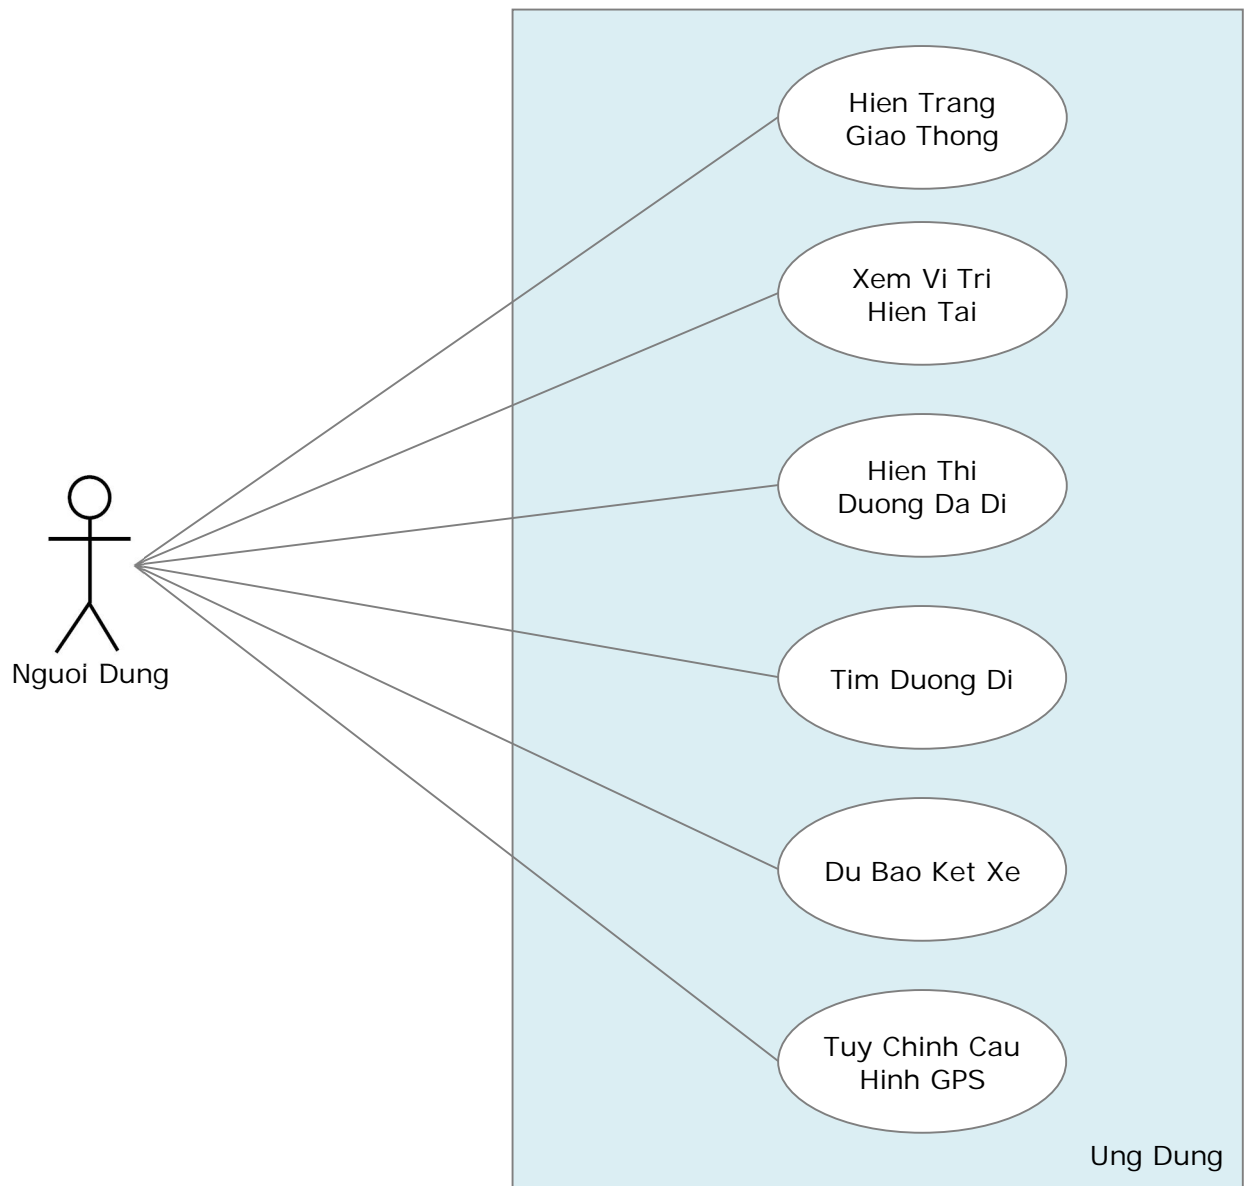 Hien Trang
Giao Thong
Xem Vi Tri
Hien Tai
Hien Thi
Duong Da Di
Nguoi Dung
Tim Duong Di
Du Bao Ket Xe
Tuy Chinh Cau
Hinh GPS
Ung Dung